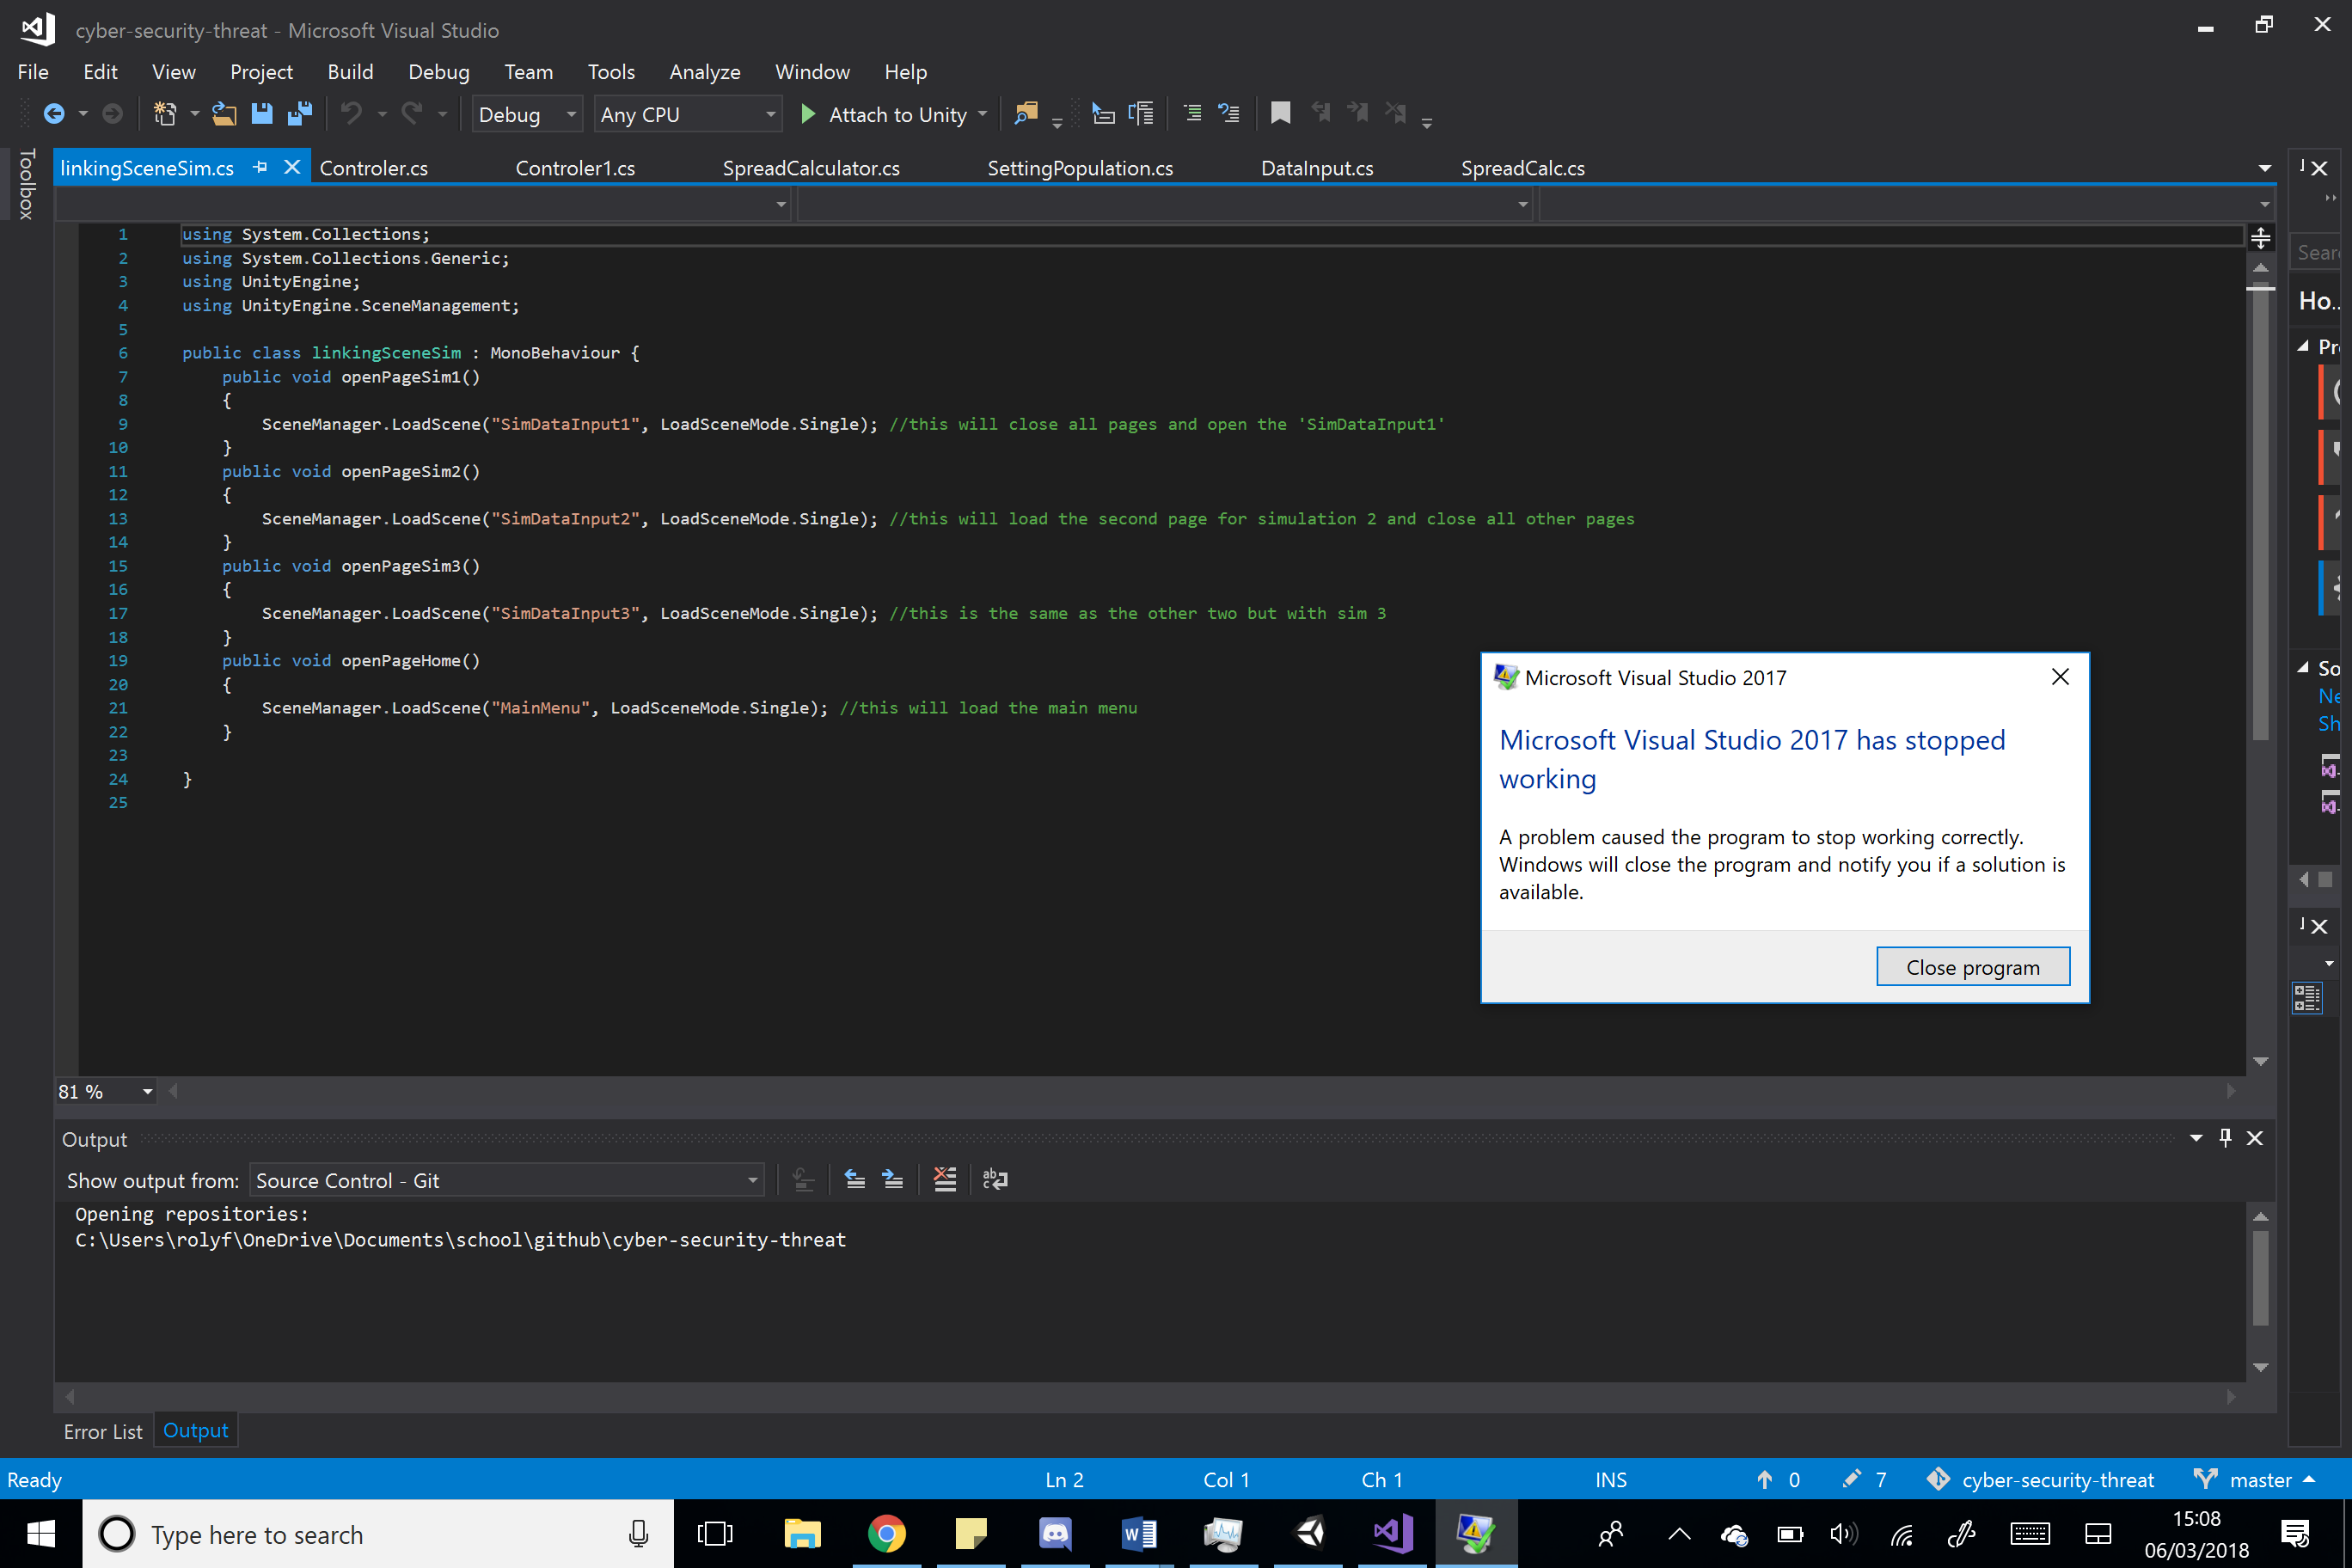 cyber-security-threat - Microsoft Visual Studio
File Edit View Project Build Debug Team Tools Analyze Window Help
Debug Any CPU Attach to Unity
Toolbox
linkingSceneSim.cs Controler.cs Controler1.cs SpreadCalculator.cs SettingPopulation.cs DataInput.cs SpreadCalc.cs
1 using System.Collections;
2 using System.Collections.Generic;
3 using UnityEngine;
4 using UnityEngine.SceneManagement;
5
6 public class linkingSceneSim : MonoBehaviour {
7 public void openPageSim1()
8 {
9 SceneManager.LoadScene("SimDataInput1", LoadSceneMode.Single); //this will close all pages and open the 'SimDataInput1'
10 }
11 public void openPageSim2()
12 {
13 SceneManager.LoadScene("SimDataInput2", LoadSceneMode.Single); //this will load the second page for simulation 2 and close all other pages
14 }
15 public void openPageSim3()
16 {
17 SceneManager.LoadScene("SimDataInput3", LoadSceneMode.Single); //this is the same as the other two but with sim 3
18 }
19 public void openPageHome()
20 {
21 SceneManager.LoadScene("MainMenu", LoadSceneMode.Single); //this will load the main menu
22 }
23
24 }
25
Sear
Ho..
Pr
So
Ne
Sh
Microsoft Visual Studio 2017
Microsoft Visual Studio 2017 has stopped
working
A problem caused the program to stop working correctly.
Windows will close the program and notify you if a solution is
available.
Close program
81 %
Output
Show output from: Source Control - Git
Opening repositories:
C:\Users\rolyf\OneDrive\Documents\school\github\cyber-security-threat
Error List Output
Ready Ln 2 Col 1 Ch 1 INS 0 7 cyber-security-threat master
Type here to search
15:08
06/03/2018